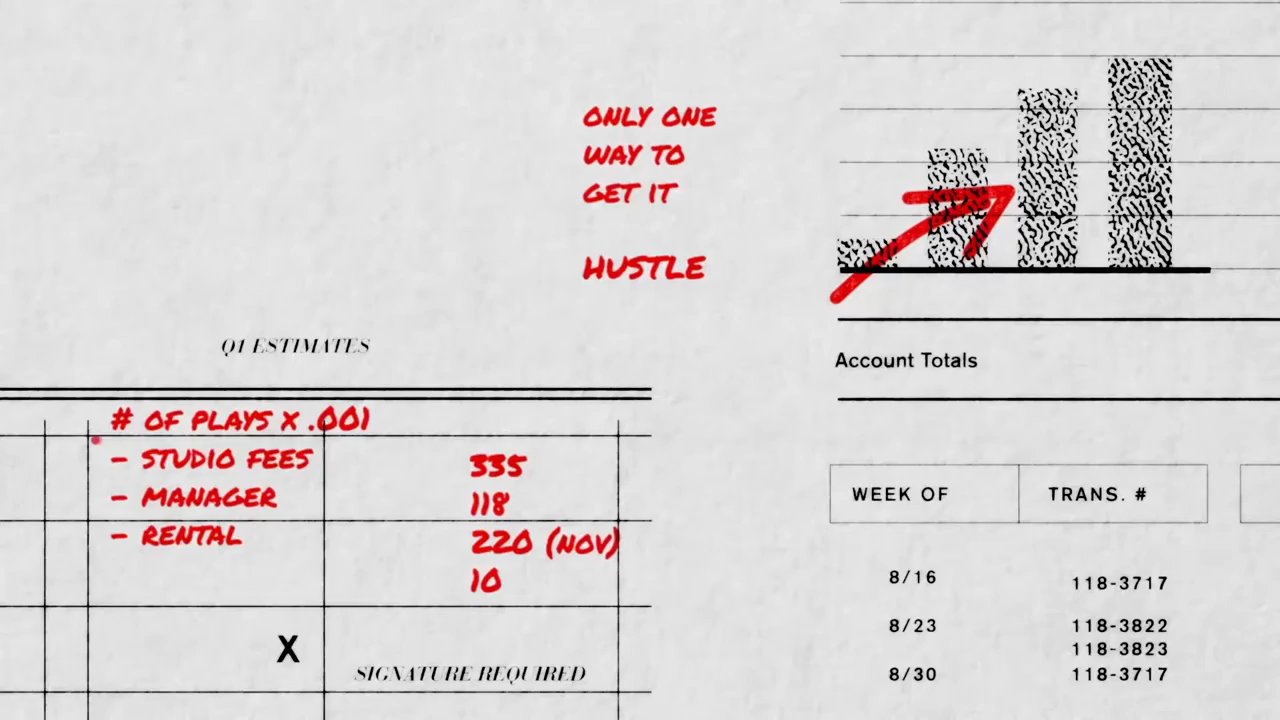 ONLY ONE
WAY TO
GET IT
HUSTLE
Q1 ESTIMATES
# OF PLAYS X .001
- STUDIO FEES
- MANAGER
- RENTAL
335
118
220 (NOV)
10
X
SIGNATURE REQUIRED
Account Totals
WEEK OF TRANS. #
8/16 118-3717
8/23 118-3822
118-3823
8/30 118-3717